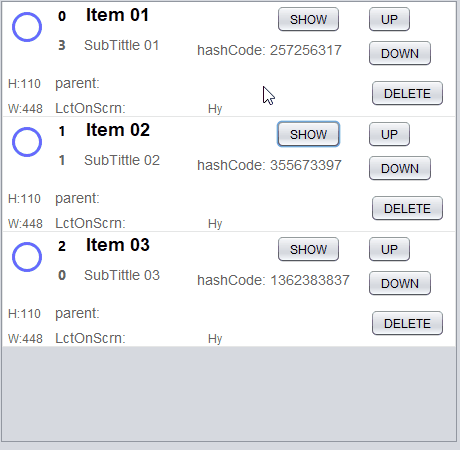 0 Item 01 SHOW UP
3 SubTittle 01 hashCode: 257256317 DOWN
H:110 parent: DELETE
W:448 LctOnScrn: Hy
1 Item 02 SHOW UP
1 SubTittle 02 hashCode: 355673397 DOWN
H:110 parent: DELETE
W:448 LctOnScrn: Hy
2 Item 03 SHOW UP
0 SubTittle 03 hashCode: 1362383837 DOWN
H:110 parent: DELETE
W:448 LctOnScrn: Hy